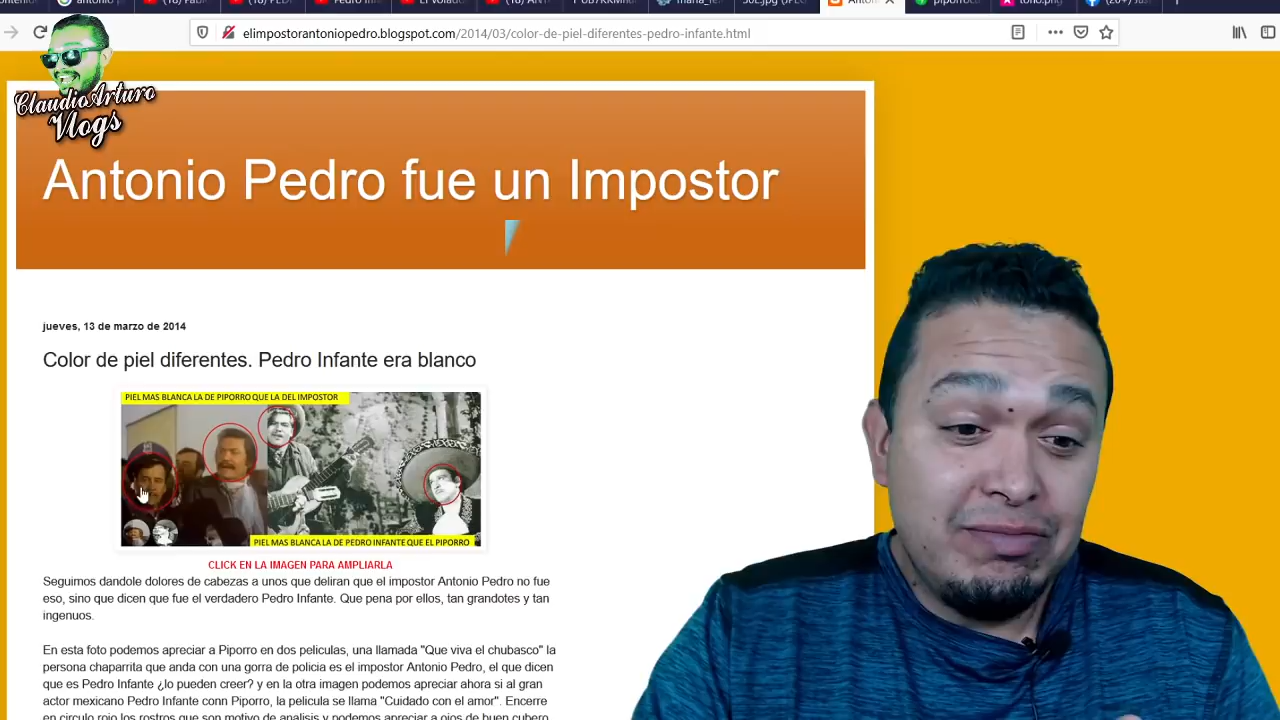 elimpostorantoniopedro.blogspot.com/2014/03/color-de-piel-diferentes-pedro-infante.html
ClaudioArturo
Vlogs
Antonio Pedro fue un Impostor
jueves, 13 de marzo de 2014
Color de piel diferentes. Pedro Infante era blanco
PIEL MAS BLANCA LA DE PIPORRO QUE LA DEL IMPOSTOR
PIEL MAS BLANCA LA DE PEDRO INFANTE QUE EL PIPORRO
CLICK EN LA IMAGEN PARA AMPLIARLA
Seguimos dandole dolores de cabezas a unos que deliran que el impostor Antonio Pedro no fue
eso, sino que dicen que fue el verdadero Pedro Infante. Que pena por ellos, tan grandotes y tan
ingenuos.
En esta foto podemos apreciar a Piporro en dos peliculas, una llamada "Que viva el chubasco" la
persona chaparrita que anda con una gorra de policia es el impostor Antonio Pedro, el que dicen
que es Pedro Infante ¿lo pueden creer? y en la otra imagen podemos apreciar ahora si al gran
actor mexicano Pedro Infante conn Piporro, la pelicula se llama "Cuidado con el amor". Encerre
en circulo rojo los rostros que son motivo de analisis y podemos apreciar a ojos de buen cubero